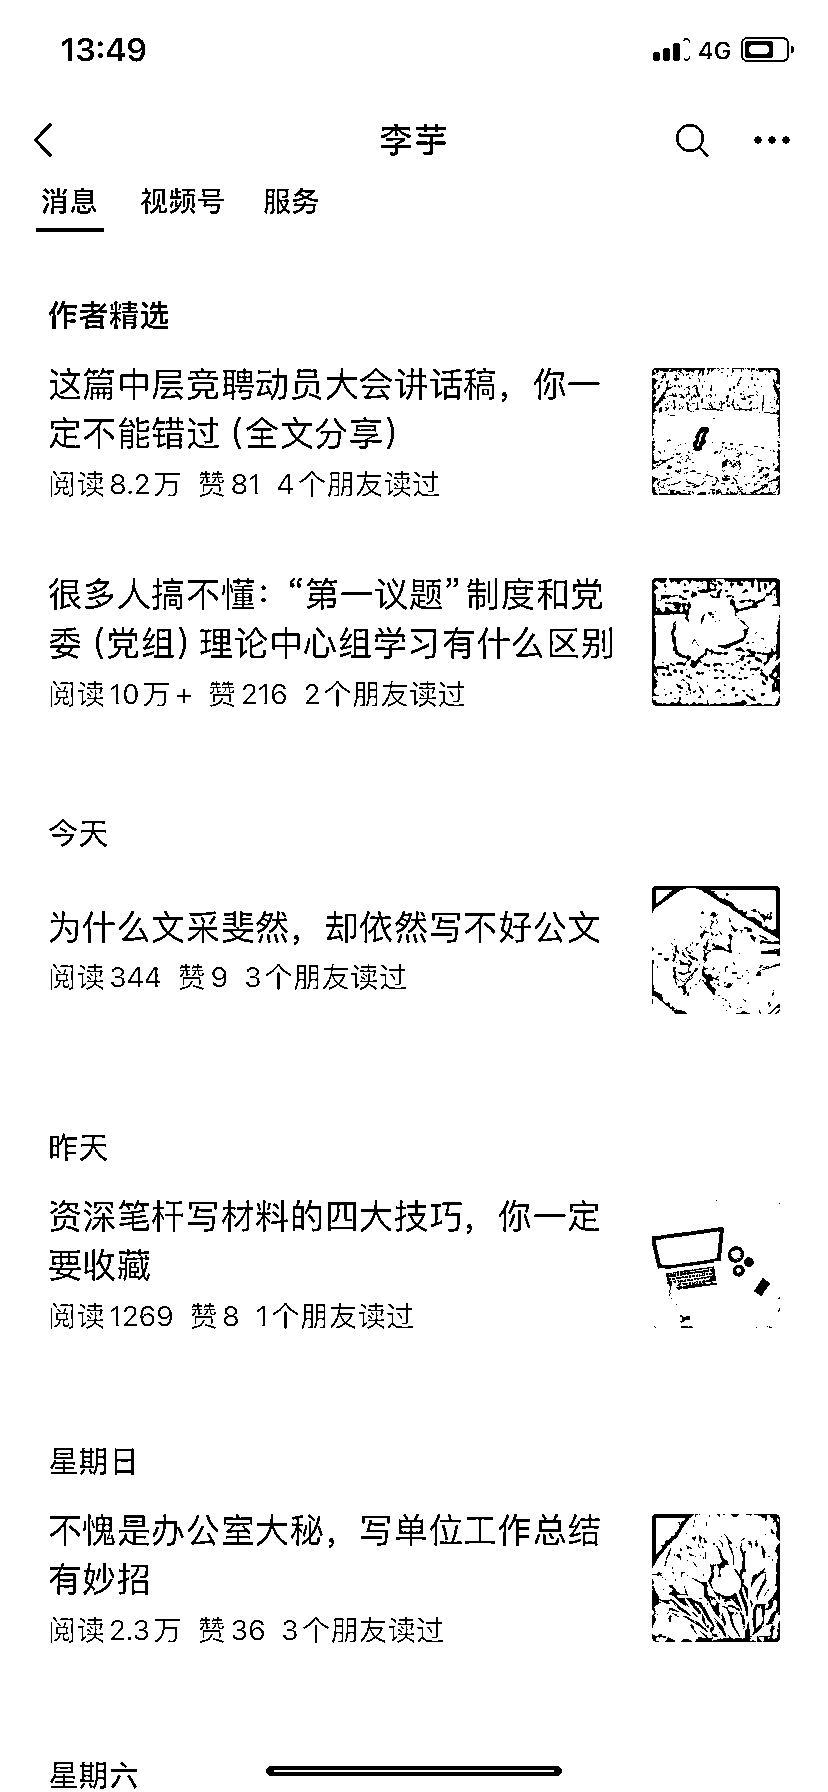 13:49
4G
李芋
消息 视频号 服务
作者精选
这篇中层竞聘动员大会讲话稿，你一
定不能错过（全文分享）
阅读8.2万 赞81 4个朋友读过
很多人搞不懂：“第一议题”制度和党
委（党组）理论中心组学习有什么区别
阅读10万+ 赞216 2个朋友读过
今天
为什么文采斐然，却依然写不好公文
阅读344 赞9 3个朋友读过
昨天
资深笔杆写材料的四大技巧，你一定
要收藏
阅读1269 赞8 1个朋友读过
星期日
不愧是办公室大秘，写单位工作总结
有妙招
阅读2.3万 赞36 3个朋友读过
星期六